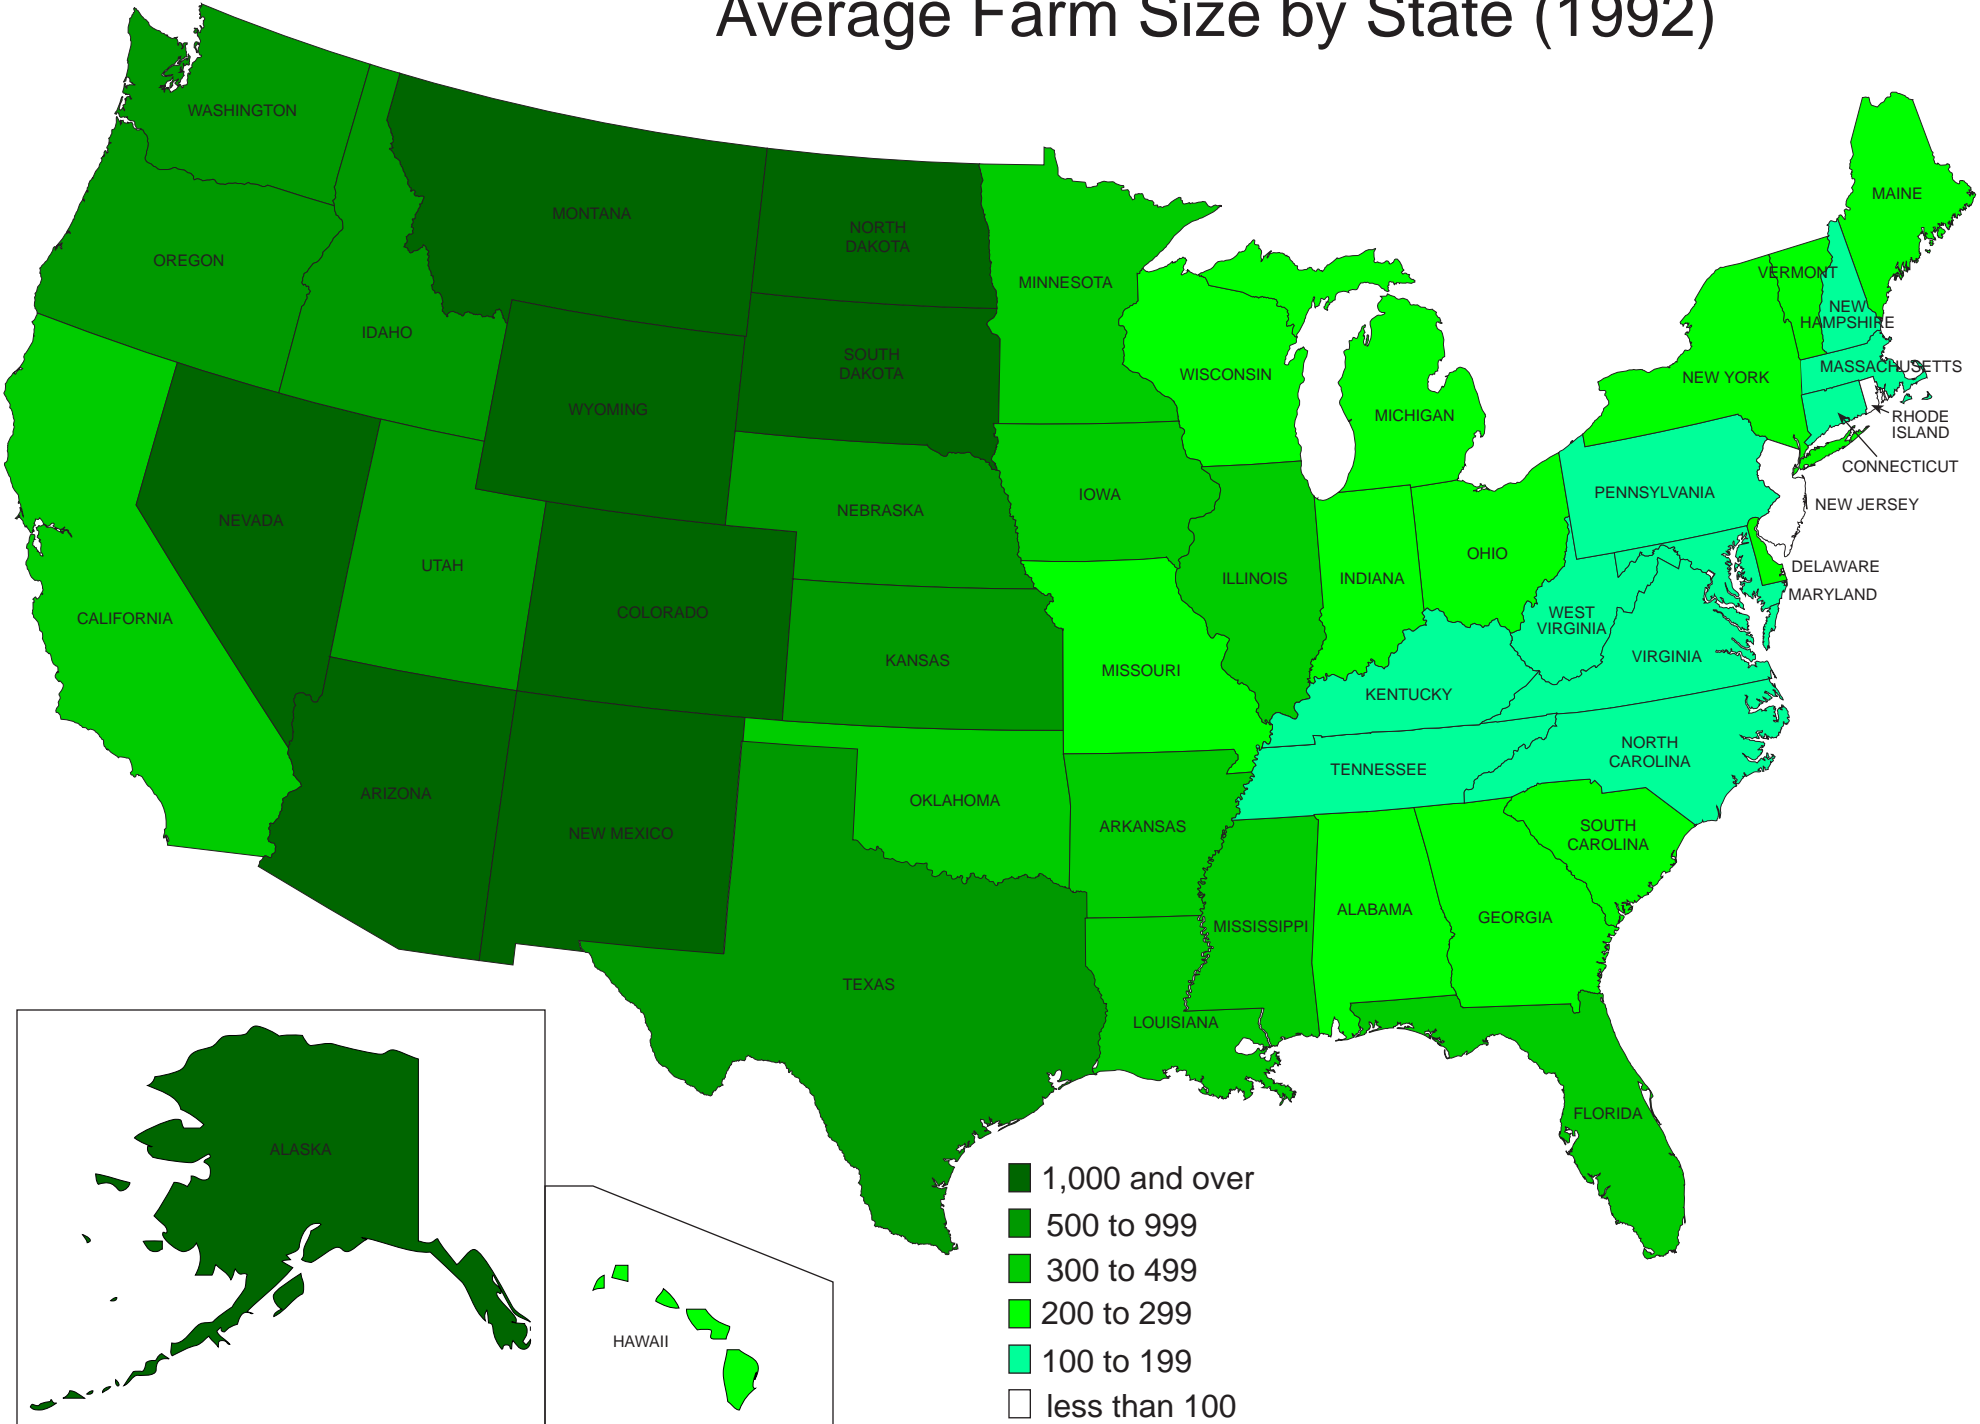 Average Farm Size by State (1992)
WASHINGTON
OREGON
IDAHO
MONTANA
NORTH
DAKOTA
SOUTH
DAKOTA
WYOMING
MINNESOTA
WISCONSIN
MICHIGAN
MAINE
VERMONT
NEW
HAMPSHIRE
MASSACHUSETTS
NEW YORK
RHODE
ISLAND
CONNECTICUT
NEW JERSEY
PENNSYLVANIA
DELAWARE
MARYLAND
NEVADA
UTAH
CALIFORNIA
COLORADO
NEBRASKA
IOWA
KANSAS
MISSOURI
ILLINOIS
INDIANA
OHIO
WEST
VIRGINIA
VIRGINIA
KENTUCKY
TENNESSEE
NORTH
CAROLINA
SOUTH
CAROLINA
ARIZONA
NEW MEXICO
OKLAHOMA
ARKANSAS
TEXAS
LOUISIANA
MISSISSIPPI
ALABAMA
GEORGIA
FLORIDA
ALASKA
HAWAII
1,000 and over
500 to 999
300 to 499
200 to 299
100 to 199
less than 100